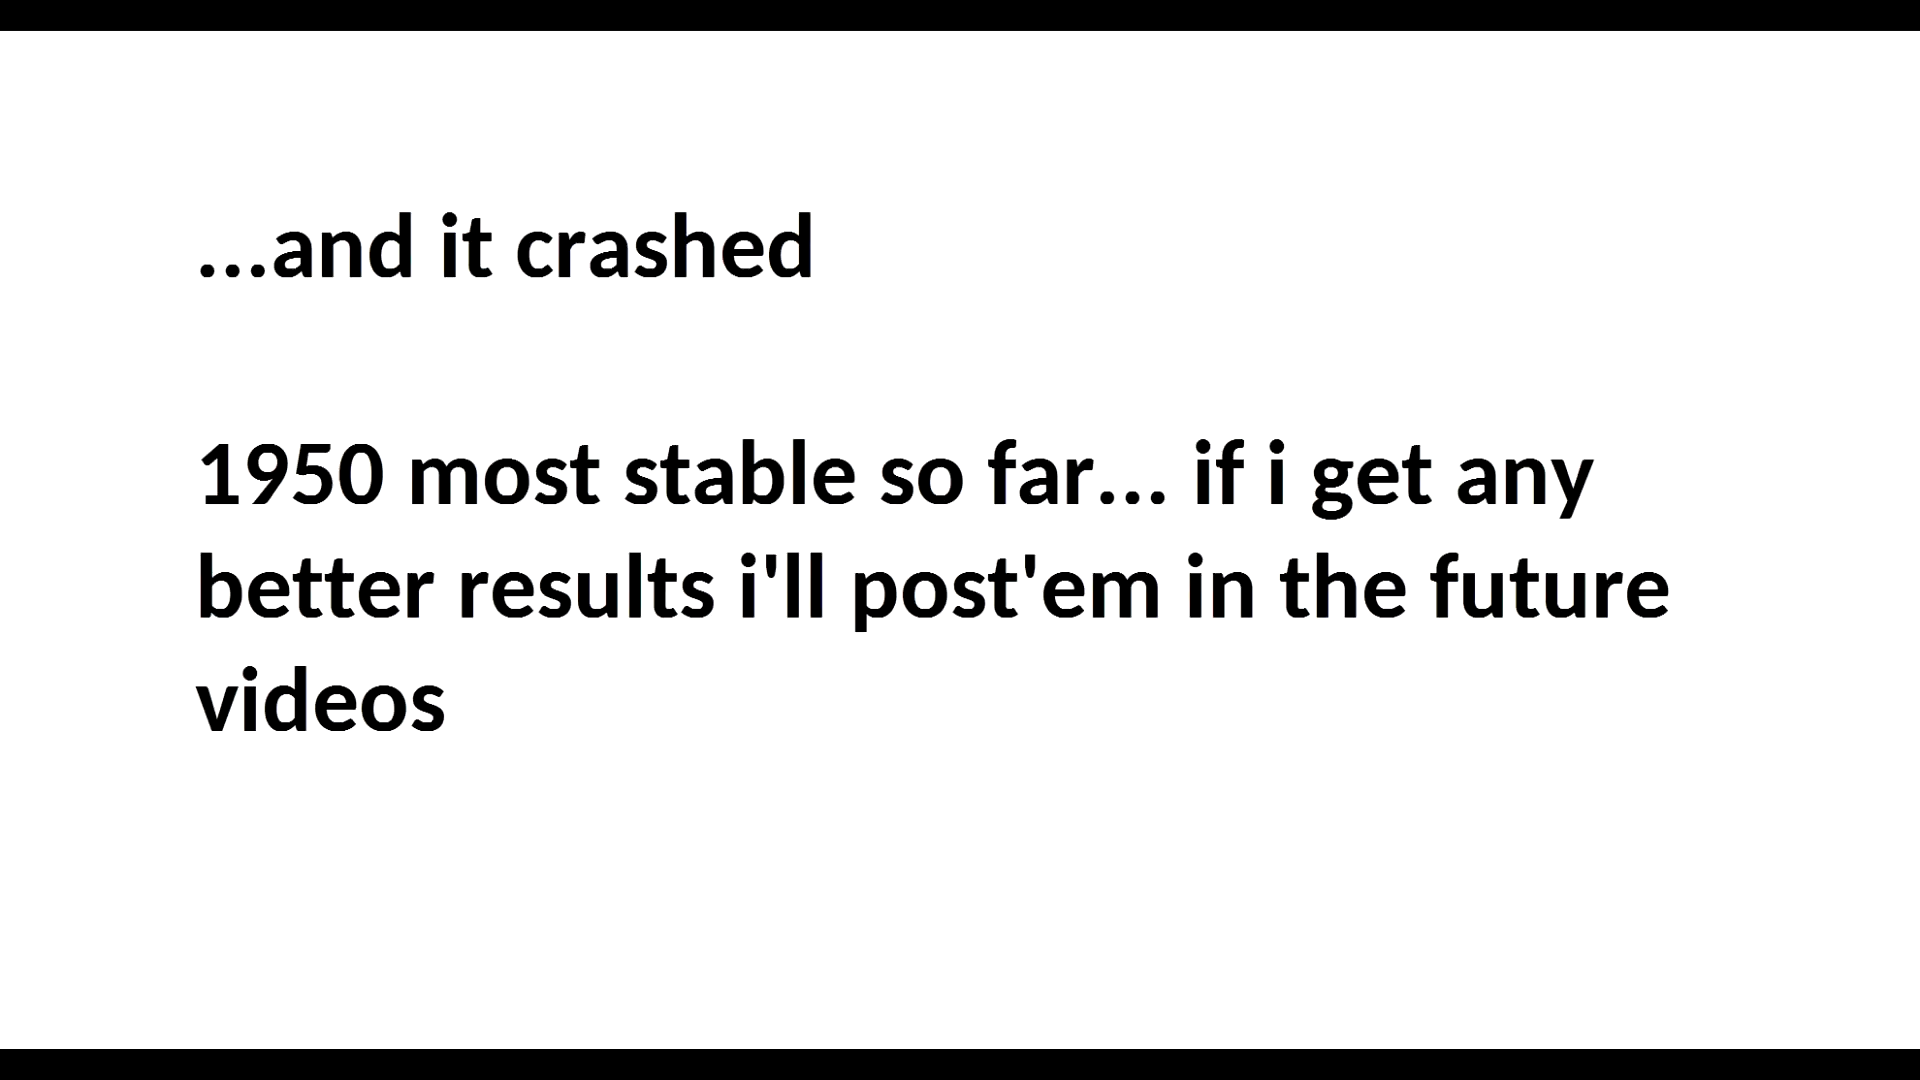 ...and it crashed
1950 most stable so far... if i get any
better results i'll post'em in the future
videos